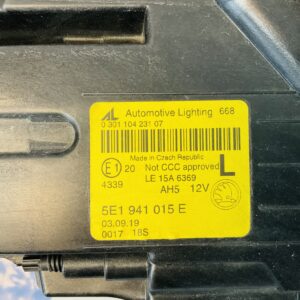 AL Automotive Lighting 668
0 301 104 231 07
Made in Czech Republic
E1 20 Not CCC approved L
LE 15A 6369
4339 AH5 12V
5E1 941 015 E
03.09.19
0017 18S